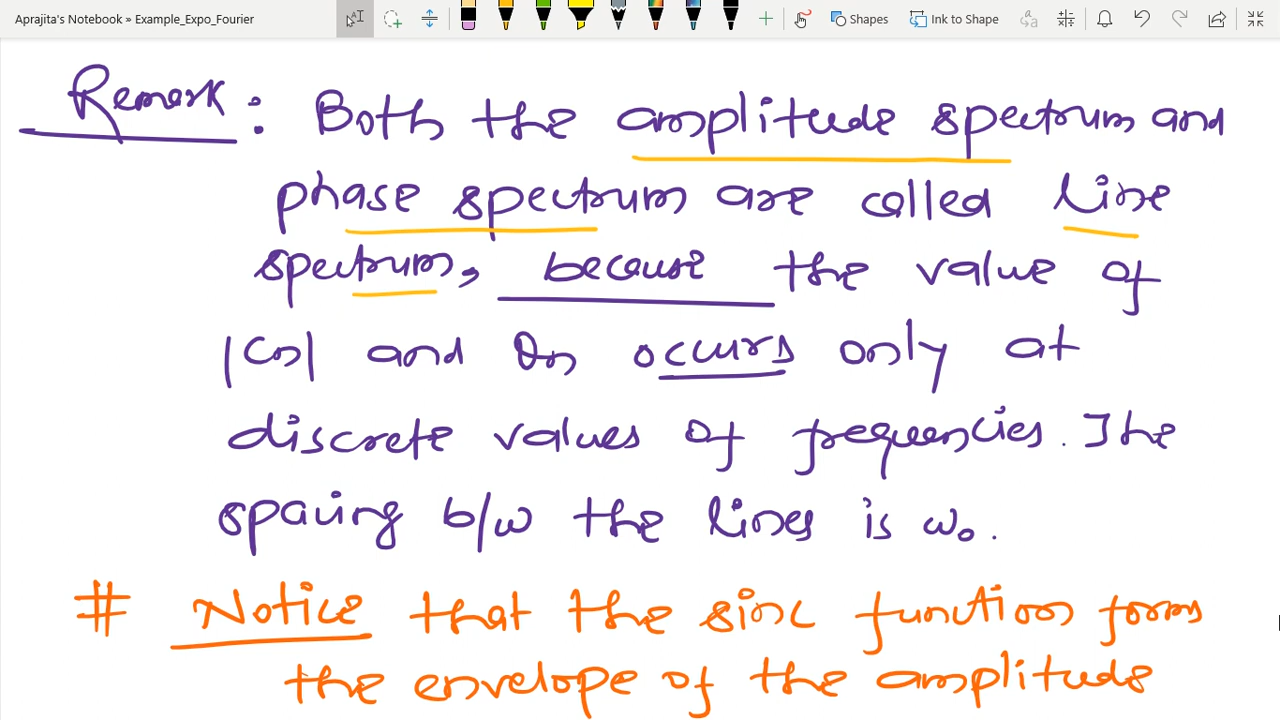 Aprajita's Notebook » Example_Expo_Fourier
Shapes
Ink to Shape
Remark : Both the amplitude spectrum and
phase spectrum are called line
spectrum, because the value of
|Cn| and θn occurs only at
discrete values of frequencies. The
spacing b/w the lines is ω₀.
# Notice that the sinc function forms
the envelope of the amplitude